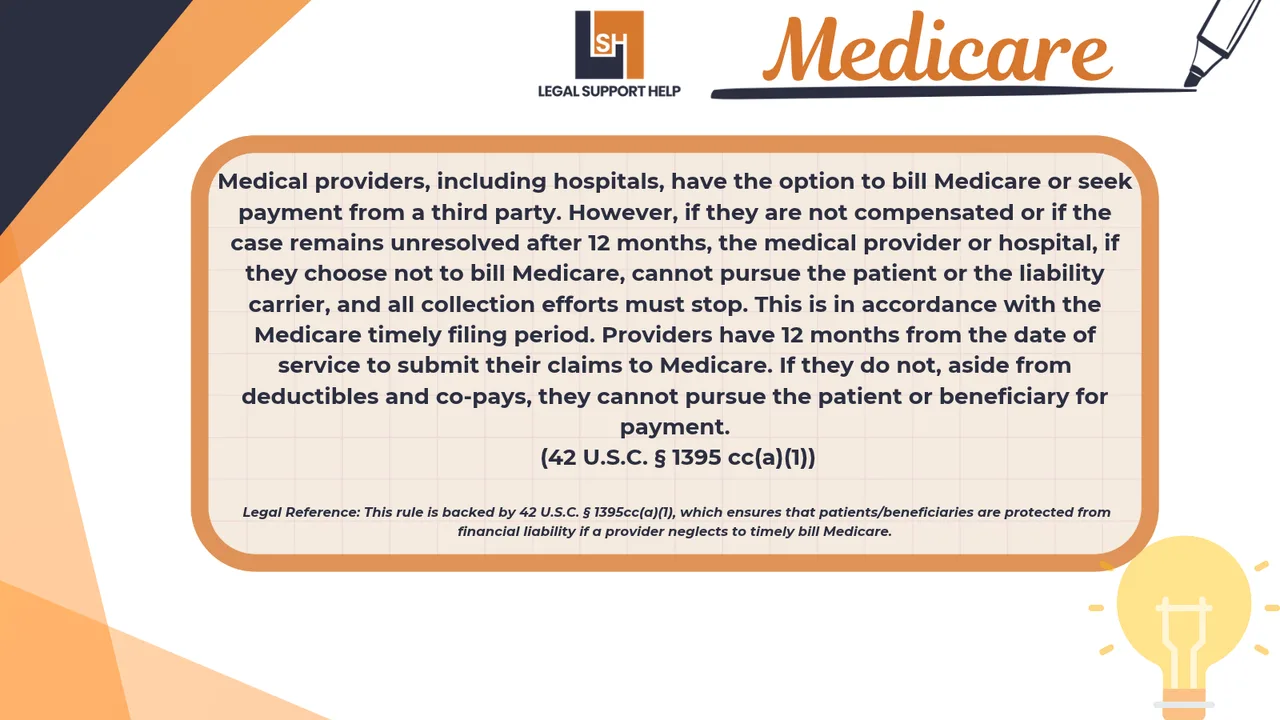 LSH
LEGAL SUPPORT HELP
Medicare
Medical providers, including hospitals, have the option to bill Medicare or seek
payment from a third party. However, if they are not compensated or if the
case remains unresolved after 12 months, the medical provider or hospital, if
they choose not to bill Medicare, cannot pursue the patient or the liability
carrier, and all collection efforts must stop. This is in accordance with the
Medicare timely filing period. Providers have 12 months from the date of
service to submit their claims to Medicare. If they do not, aside from
deductibles and co-pays, they cannot pursue the patient or beneficiary for
payment.
(42 U.S.C. § 1395 cc(a)(1))
Legal Reference: This rule is backed by 42 U.S.C. § 1395cc(a)(1), which ensures that patients/beneficiaries are protected from
financial liability if a provider neglects to timely bill Medicare.